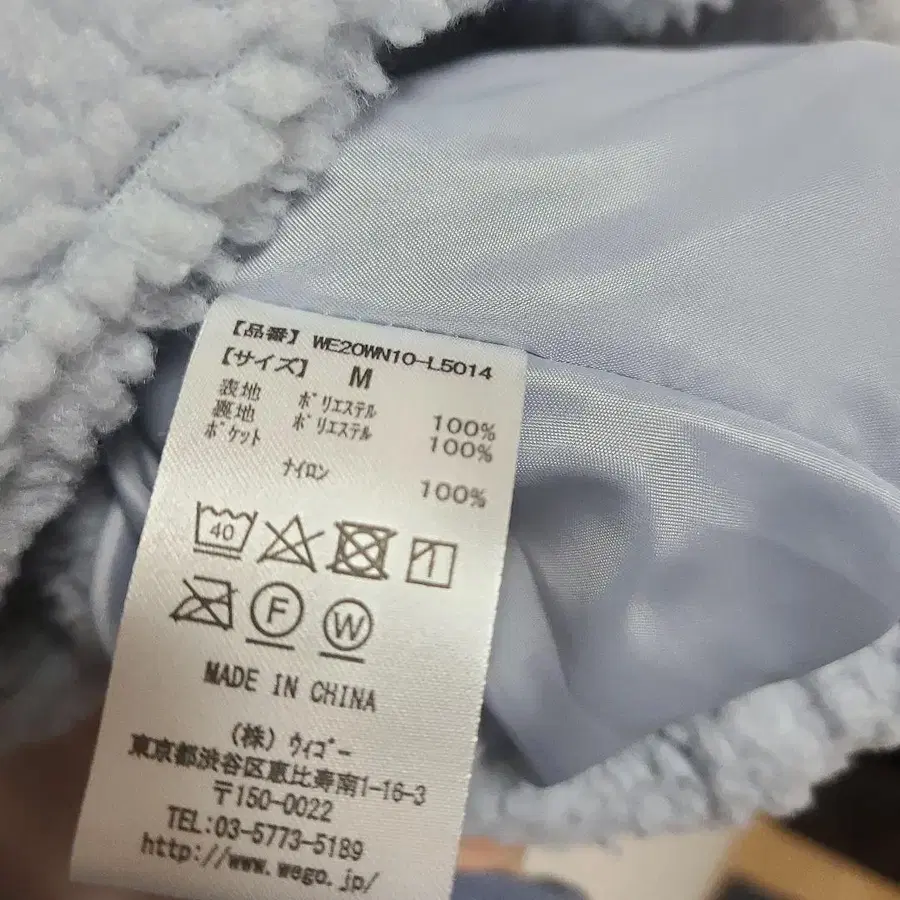 【品番】 WE20WN10-L5014
【サイズ】 M
表地 ポリエステル 100%
裏地 ポリエステル 100%
ポケット
ナイロン 100%
40
F
W
MADE IN CHINA
(株) ウィゴー
東京都渋谷区恵比寿南1-16-3
〒150-0022
TEL:03-5773-5189
http://www.wego.jp/